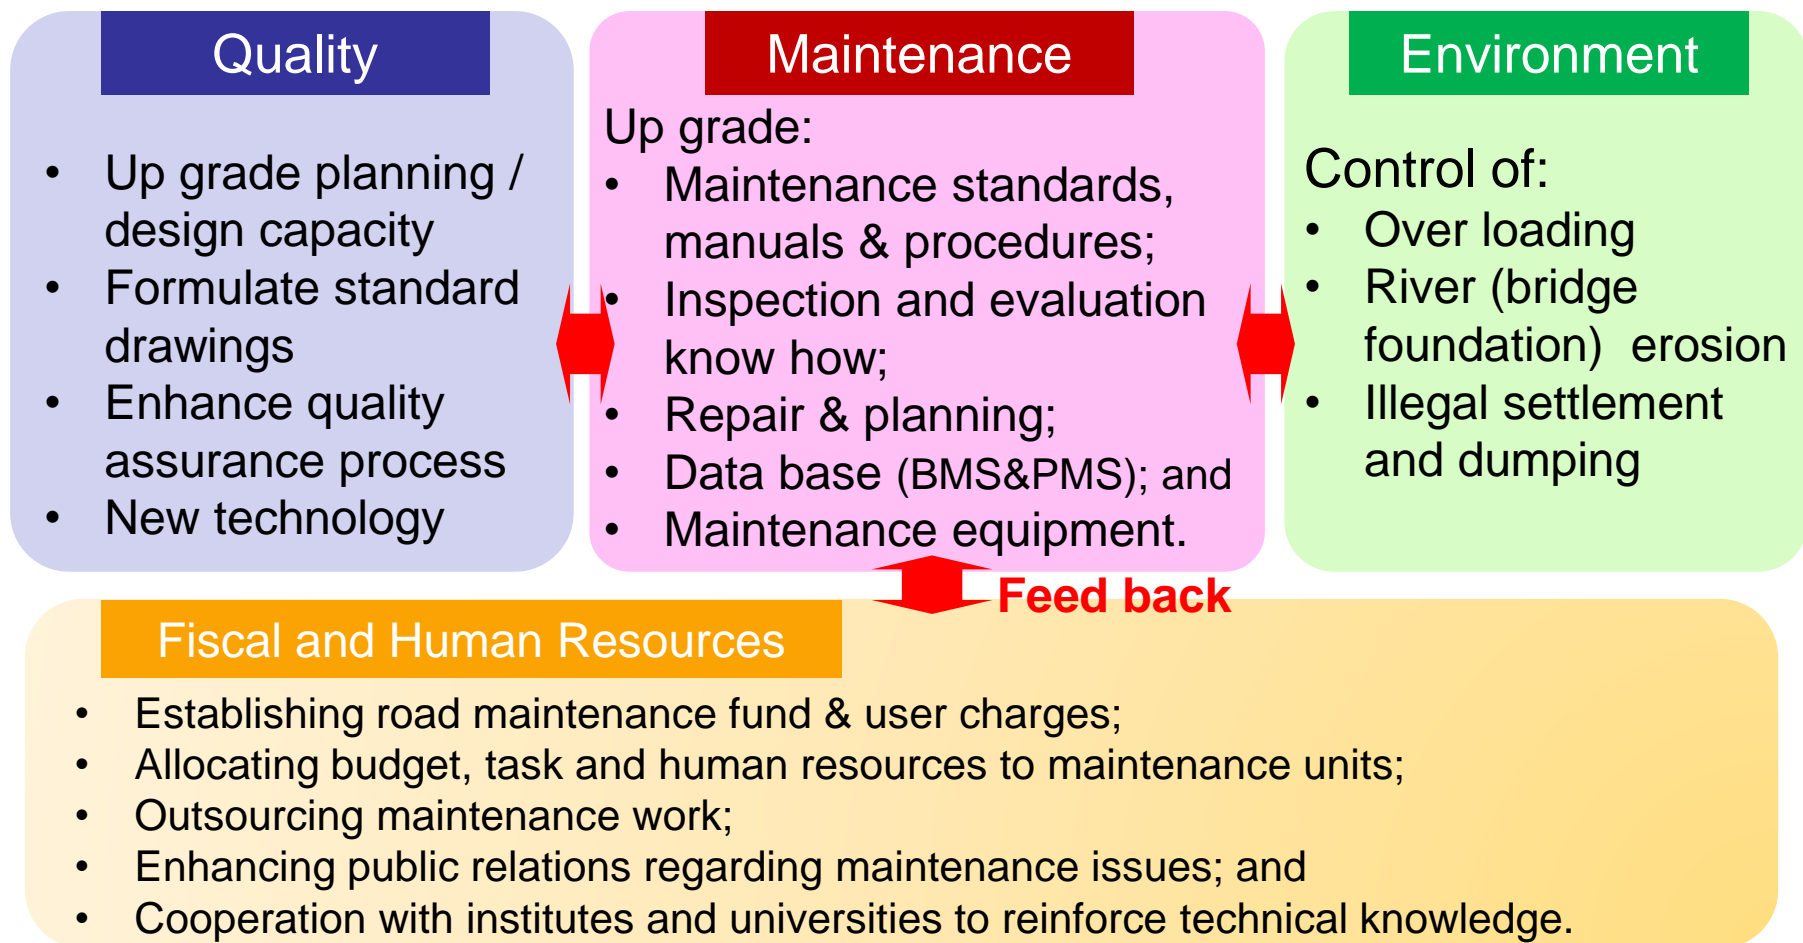 Quality
• Up grade planning /
design capacity
• Formulate standard
drawings
• Enhance quality
assurance process
• New technology
Maintenance
Up grade:
• Maintenance standards,
manuals & procedures;
• Inspection and evaluation
know how;
• Repair & planning;
• Data base (BMS&PMS); and
• Maintenance equipment.
Environment
Control of:
• Over loading
• River (bridge
foundation) erosion
• Illegal settlement
and dumping
Feed back
Fiscal and Human Resources
• Establishing road maintenance fund & user charges;
• Allocating budget, task and human resources to maintenance units;
• Outsourcing maintenance work;
• Enhancing public relations regarding maintenance issues; and
• Cooperation with institutes and universities to reinforce technical knowledge.